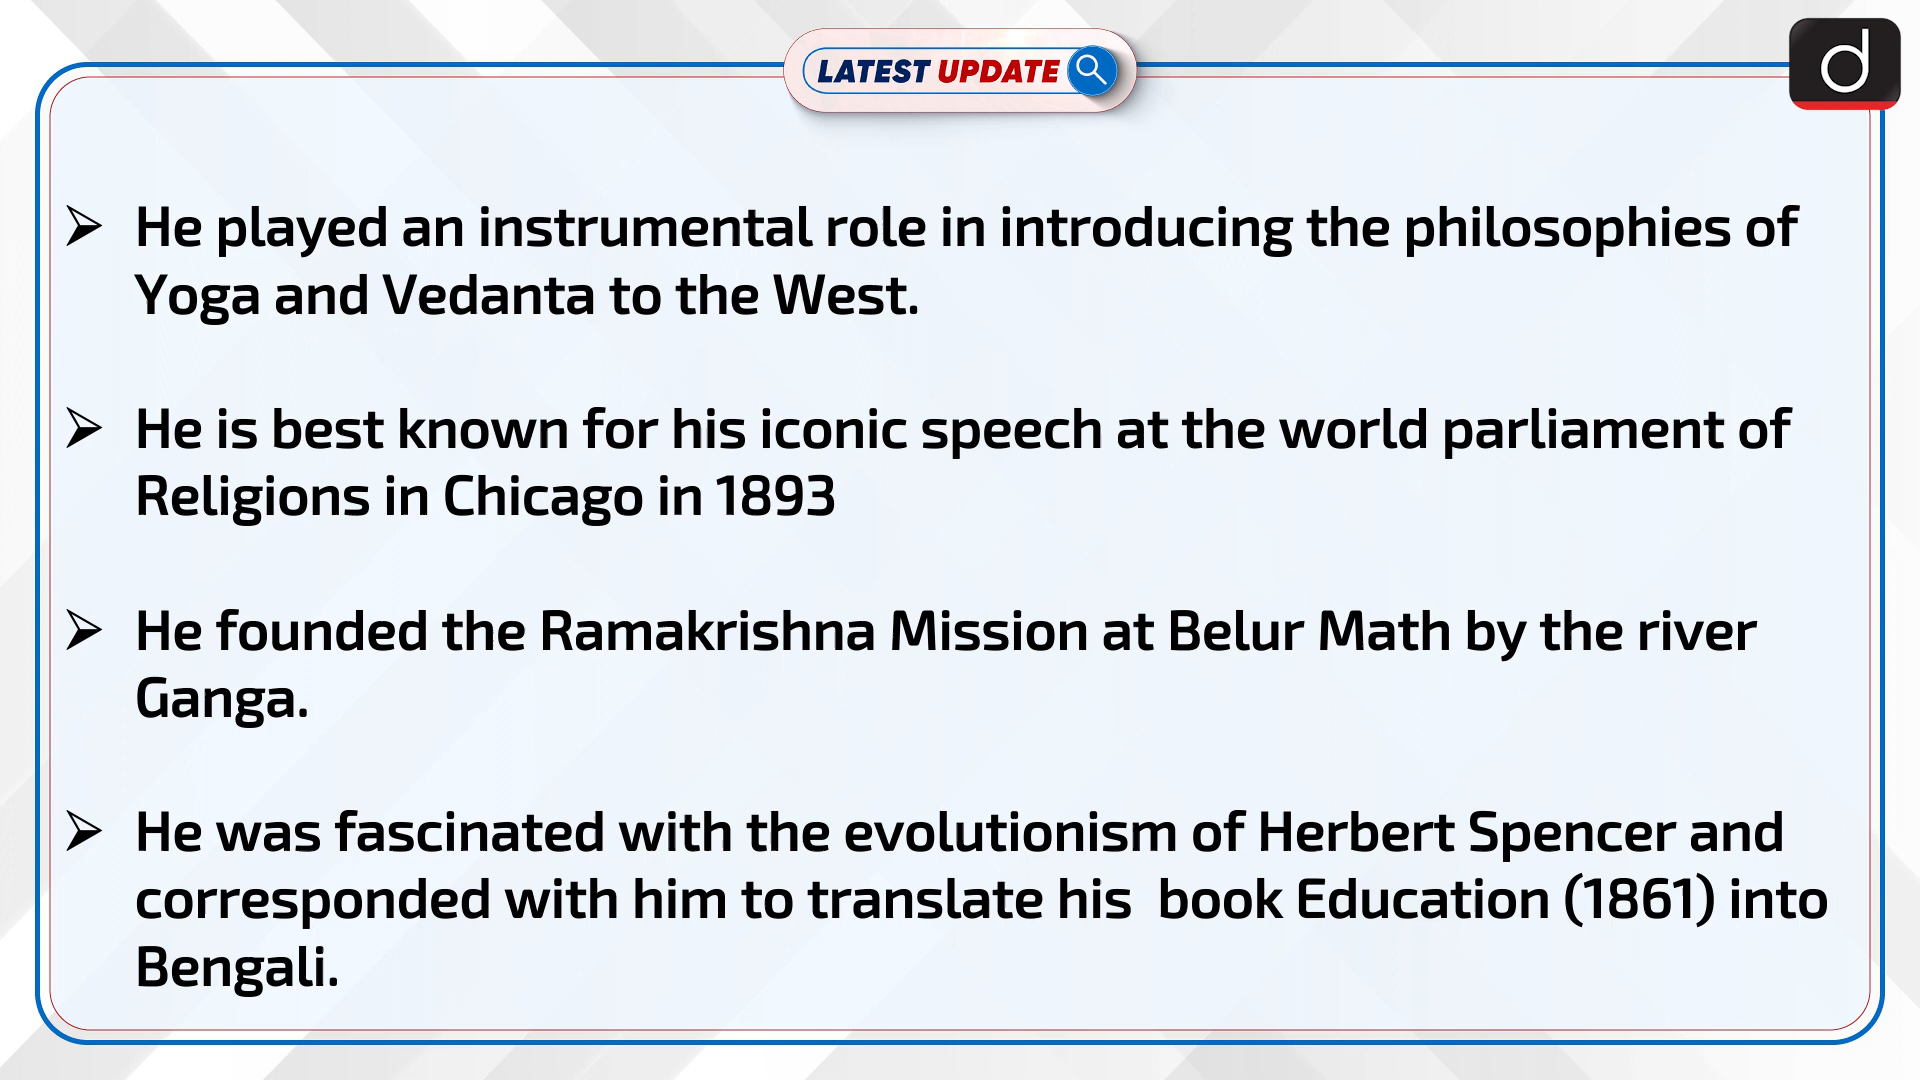 LATEST UPDATE
d
➢ He played an instrumental role in introducing the philosophies of
Yoga and Vedanta to the West.
➢ He is best known for his iconic speech at the world parliament of
Religions in Chicago in 1893
➢ He founded the Ramakrishna Mission at Belur Math by the river
Ganga.
➢ He was fascinated with the evolutionism of Herbert Spencer and
corresponded with him to translate his  book Education (1861) into
Bengali.